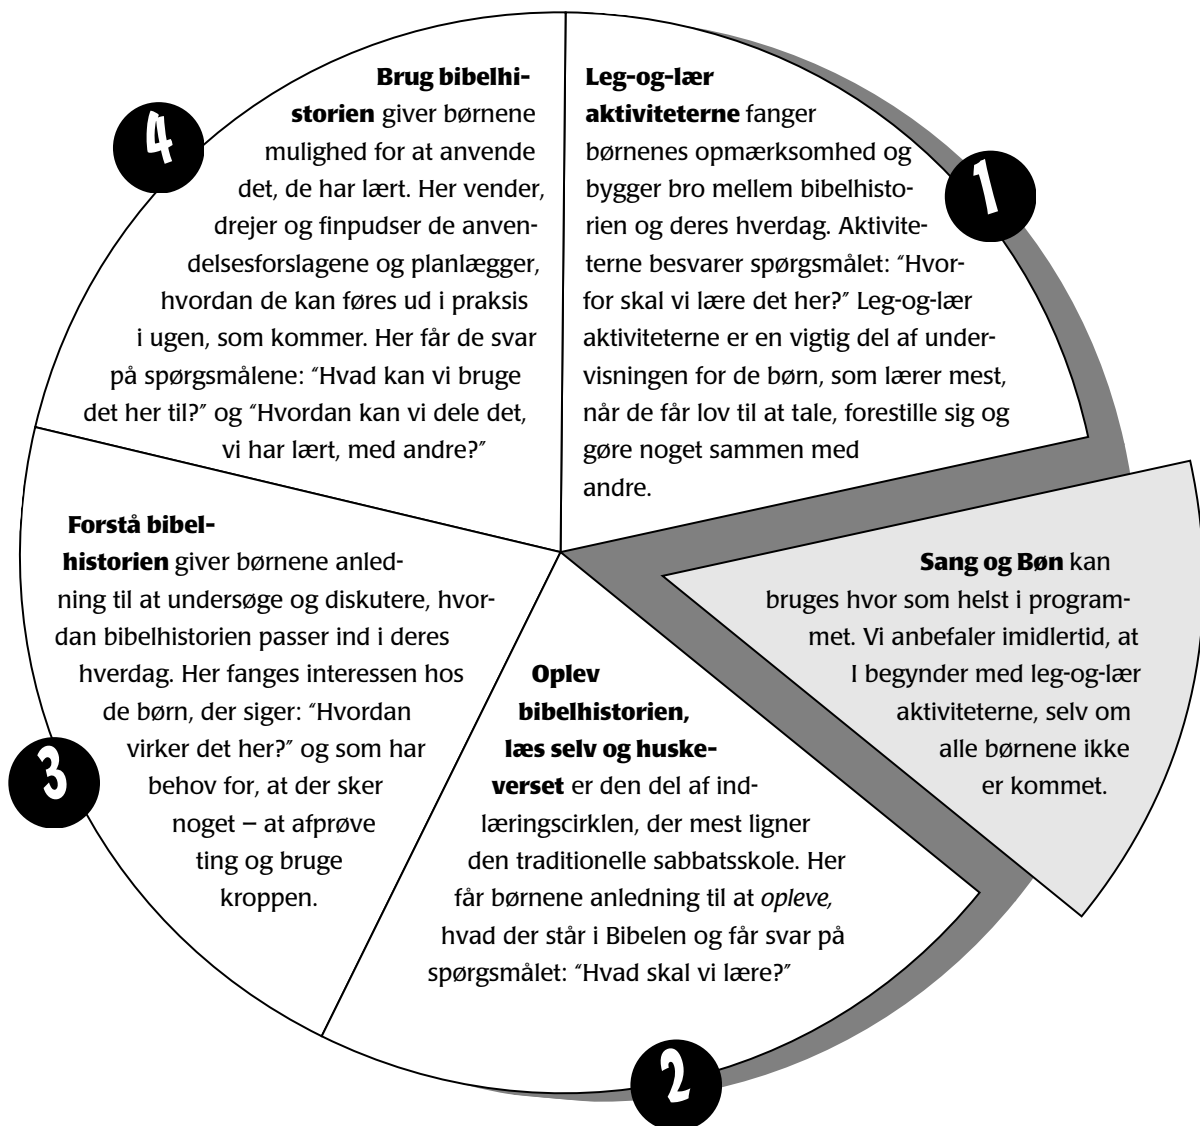 1
Leg-og-lær
aktiviteterne fanger
børnenes opmærksomhed og
bygger bro mellem bibelhisto-
rien og deres hverdag. Aktivite-
terne besvarer spørgsmålet: “Hvor-
for skal vi lære det her?” Leg-og-lær
aktiviteterne er en vigtig del af under-
visningen for de børn, som lærer mest,
når de får lov til at tale, forestille sig og
gøre noget sammen med
andre.
Sang og Bøn kan
bruges hvor som helst i program-
met. Vi anbefaler imidlertid, at
I begynder med leg-og-lær
aktiviteterne, selv om
alle børnene ikke
er kommet.
2
Oplev
bibelhistorien,
læs selv og huske-
verset er den del af ind-
læringscirklen, der mest ligner
den traditionelle sabbatsskole. Her
får børnene anledning til at opleve,
hvad der står i Bibelen og får svar på
spørgsmålet: “Hvad skal vi lære?”
3
Forstå bibel-
historien giver børnene anled-
ning til at undersøge og diskutere, hvor-
dan bibelhistorien passer ind i deres
hverdag. Her fanges interessen hos
de børn, der siger: “Hvordan
virker det her?” og som har
behov for, at der sker
noget – at afprøve
ting og bruge
kroppen.
4
Brug bibelhi-
storien giver børnene
mulighed for at anvende
det, de har lært. Her vender,
drejer og finpudser de anven-
delsesforslagene og planlægger,
hvordan de kan føres ud i praksis
i ugen, som kommer. Her får de svar
på spørgsmålene: “Hvad kan vi bruge
det her til?” og “Hvordan kan vi dele det,
vi har lært, med andre?”